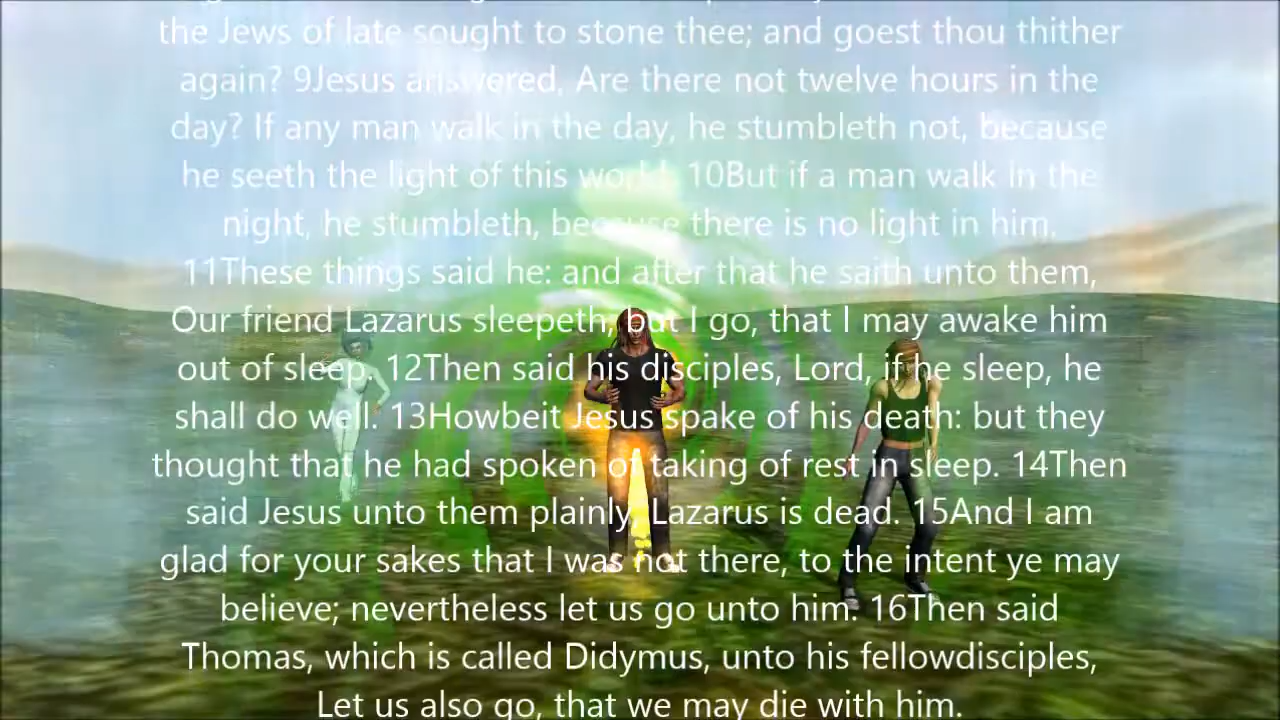 the Jews of late sought to stone thee; and goest thou thither
again? 9Jesus answered, Are there not twelve hours in the
day? If any man walk in the day, he stumbleth not, because
he seeth the light of this world. 10But if a man walk in the
night, he stumbleth, because there is no light in him.
11These things said he: and after that he saith unto them,
Our friend Lazarus sleepeth; but I go, that I may awake him
out of sleep. 12Then said his disciples, Lord, if he sleep, he
shall do well. 13Howbeit Jesus spake of his death: but they
thought that he had spoken of taking of rest in sleep. 14Then
said Jesus unto them plainly, Lazarus is dead. 15And I am
glad for your sakes that I was not there, to the intent ye may
believe; nevertheless let us go unto him. 16Then said
Thomas, which is called Didymus, unto his fellowdisciples,
Let us also go, that we may die with him.